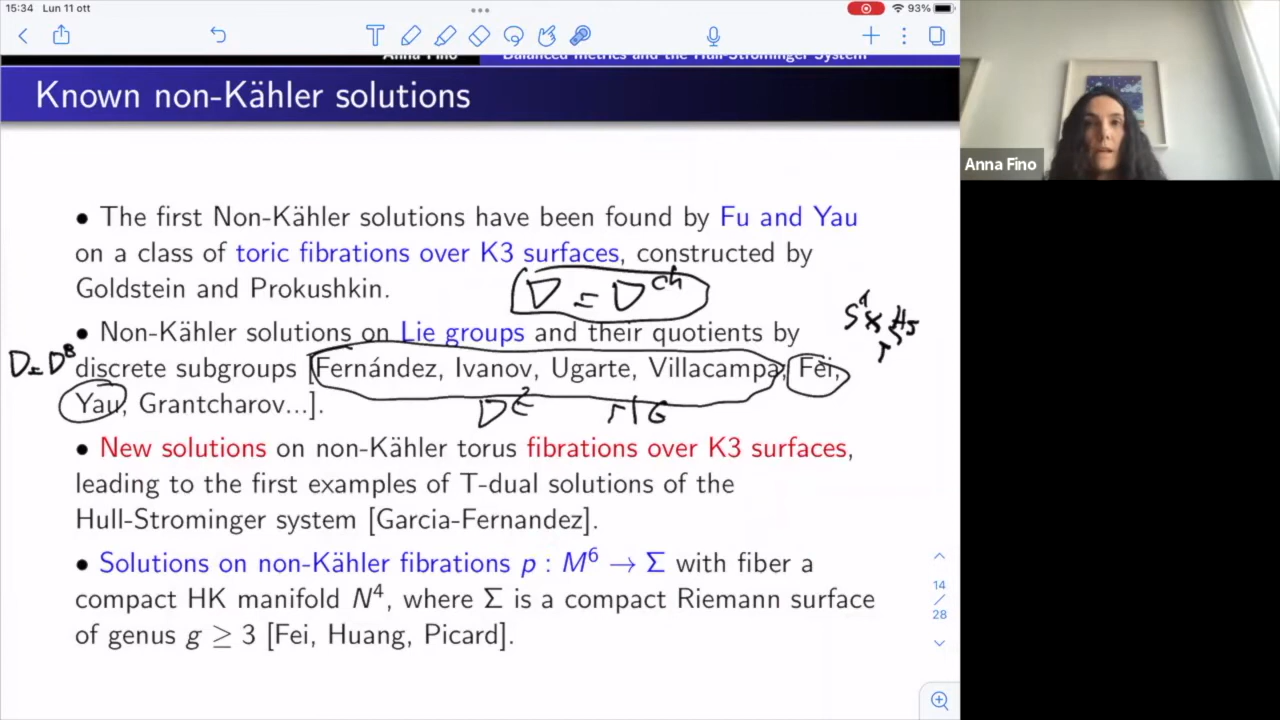 15:34 Lun 11 ott
93%
Anna Fino Balanced metrics and the Hull-Strominger System
Known non-Kähler solutions
• The first Non-Kähler solutions have been found by Fu and Yau
on a class of toric fibrations over K3 surfaces, constructed by
Goldstein and Prokushkin.
D = D^ch
• Non-Kähler solutions on Lie groups and their quotients by
D = D^B
discrete subgroups [Fernández, Ivanov, Ugarte, Villacampa, Fei,
Yau, Grantcharov...].
Γ|G
• New solutions on non-Kähler torus fibrations over K3 surfaces,
leading to the first examples of T-dual solutions of the
Hull-Strominger system [Garcia-Fernandez].
• Solutions on non-Kähler fibrations p : M⁶ → Σ with fiber a
compact HK manifold N⁴, where Σ is a compact Riemann surface
of genus g ≥ 3 [Fei, Huang, Picard].
14
/
28
Anna Fino